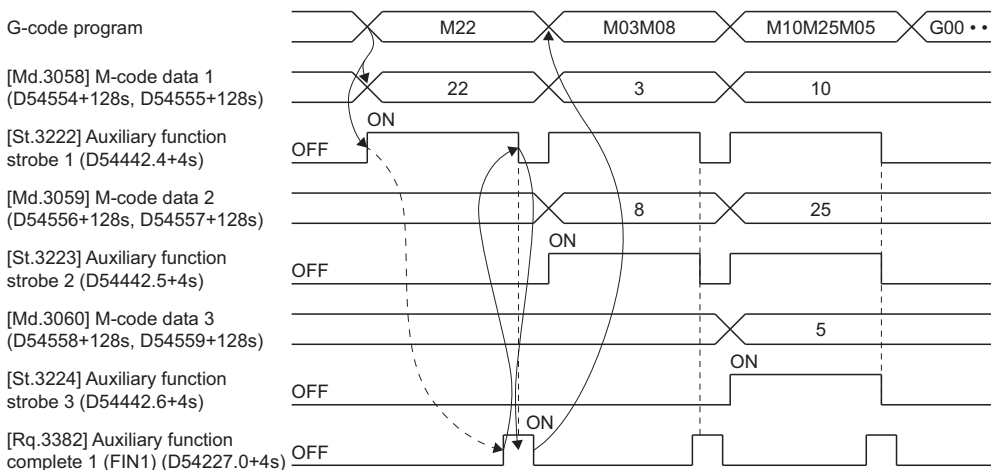 G-code program
M22
M03M08
M10M25M05
G00 • •
[Md.3058] M-code data 1
(D54554+128s, D54555+128s)
22
3
10
[St.3222] Auxiliary function
strobe 1 (D54442.4+4s)
OFF
ON
[Md.3059] M-code data 2
(D54556+128s, D54557+128s)
8
25
[St.3223] Auxiliary function
strobe 2 (D54442.5+4s)
OFF
ON
[Md.3060] M-code data 3
(D54558+128s, D54559+128s)
5
[St.3224] Auxiliary function
strobe 3 (D54442.6+4s)
OFF
ON
[Rq.3382] Auxiliary function
complete 1 (FIN1) (D54227.0+4s)
OFF
ON